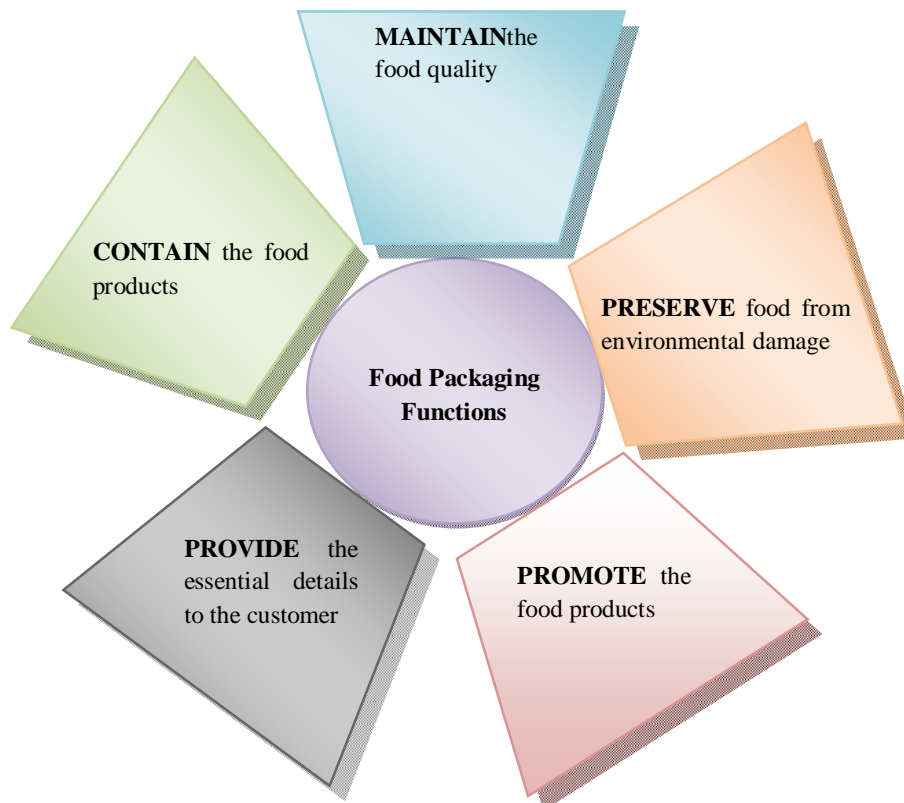 MAINTAINthe
food quality
CONTAIN the food
products
PRESERVE food from
environmental damage
Food Packaging
Functions
PROVIDE the
essential details
to the customer
PROMOTE the
food products